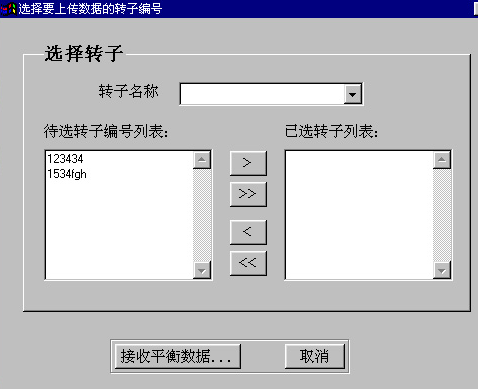 选择要上传数据的转子编号
选择转子
转子名称
待选转子编号列表:
已选转子列表:
123434
1534fgh
>
>>
<
<<
接收平衡数据...
取消